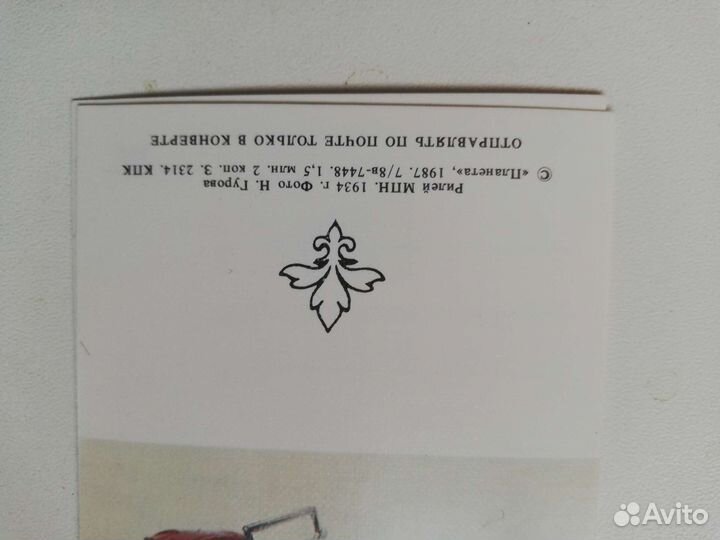 Рилей МПН. 1934 г. Фото Н. Гурова
© «Планета», 1987. 7/8в-7448. 1,5 млн. 2 коп. З. 2314. КПК
ОТПРАВЛЯТЬ ПО ПОЧТЕ ТОЛЬКО В КОНВЕРТЕ
Avito